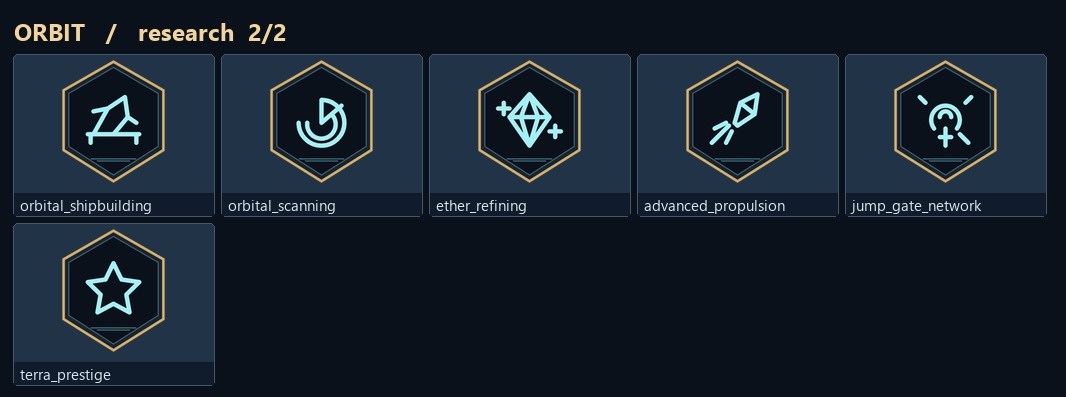 ORBIT / research 2/2
orbital_shipbuilding
orbital_scanning
ether_refining
advanced_propulsion
jump_gate_network
terra_prestige